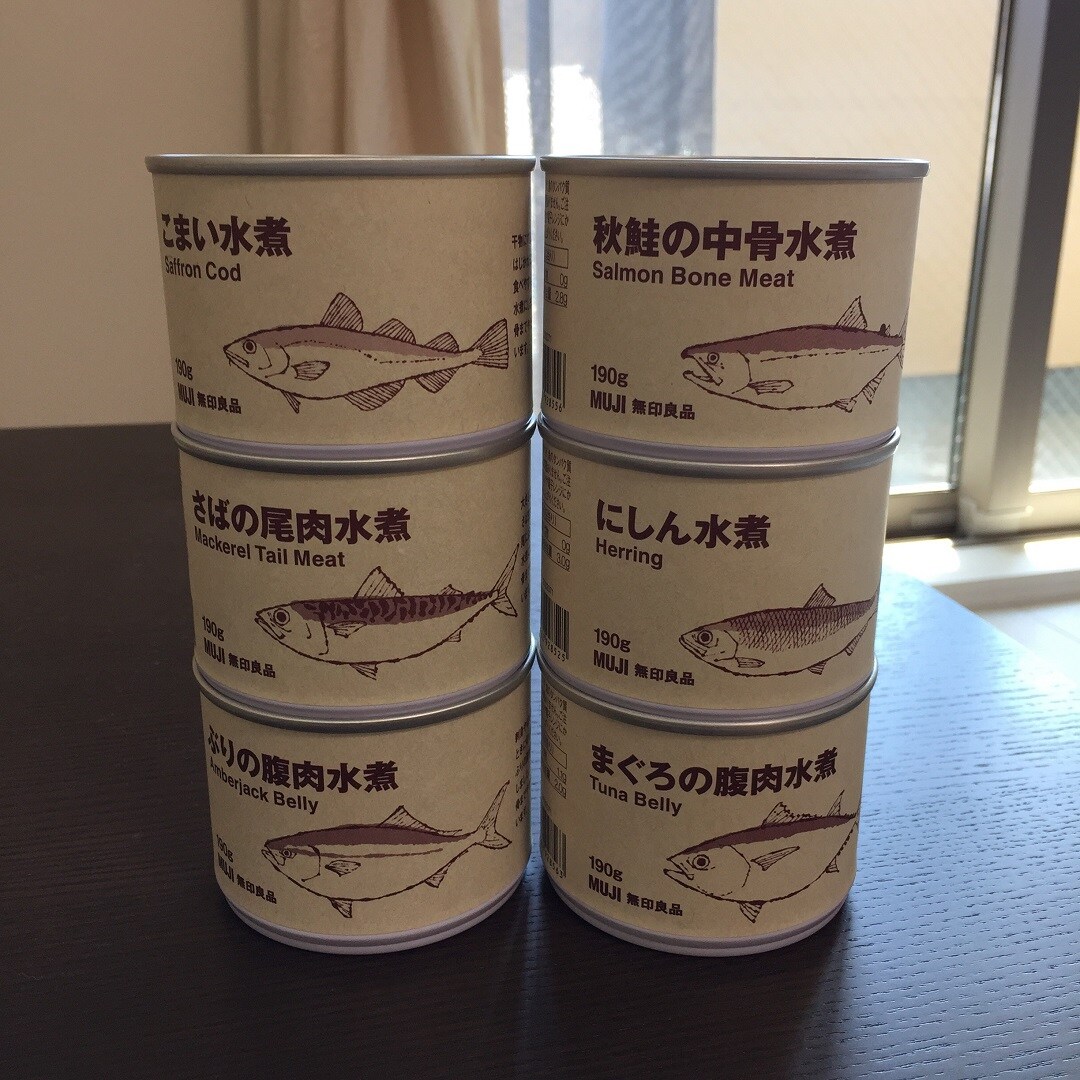 こまい水煮
Saffron Cod
190g
MUJI 無印良品
秋鮭の中骨水煮
Salmon Bone Meat
190g
MUJI 無印良品
さばの尾肉水煮
Mackerel Tail Meat
190g
MUJI 無印良品
にしん水煮
Herring
190g
MUJI 無印良品
ぶりの腹肉水煮
Amberjack Belly
190g
MUJI 無印良品
まぐろの腹肉水煮
Tuna Belly
190g
MUJI 無印良品